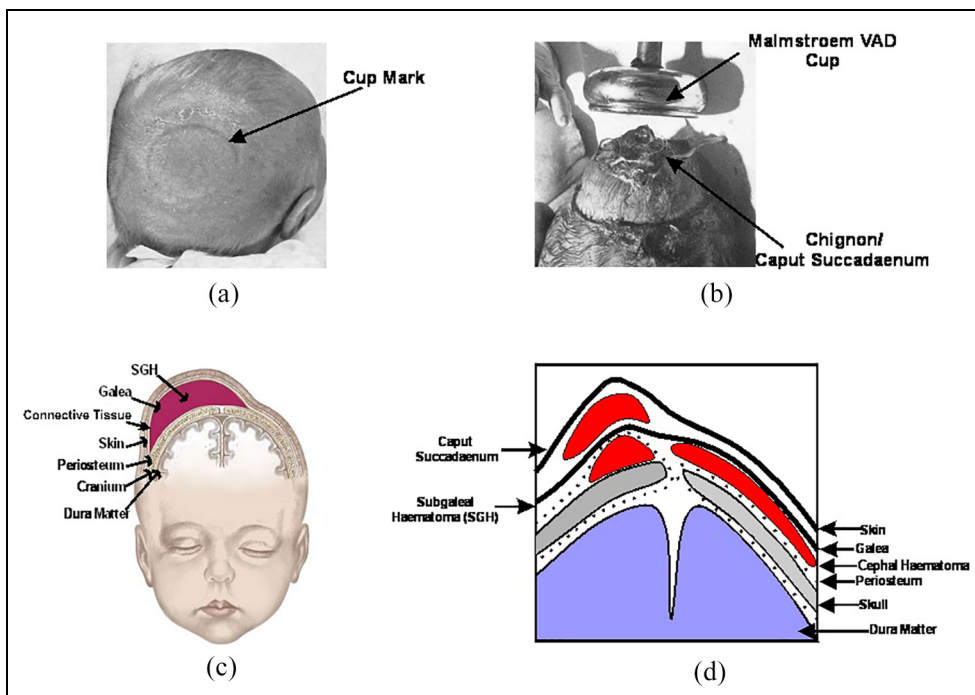 Cup Mark
(a)
Malmstroem VAD
Cup
Chignon/
Caput Succadaenum
(b)
SGH
Galea
Connective Tissue
Skin
Periosteum
Cranium
Dura Matter
(c)
Caput
Succadaenum
Subgaleal
Haematoma (SGH)
Skin
Galea
Cephal Haematoma
Periosteum
Skull
Dura Matter
(d)